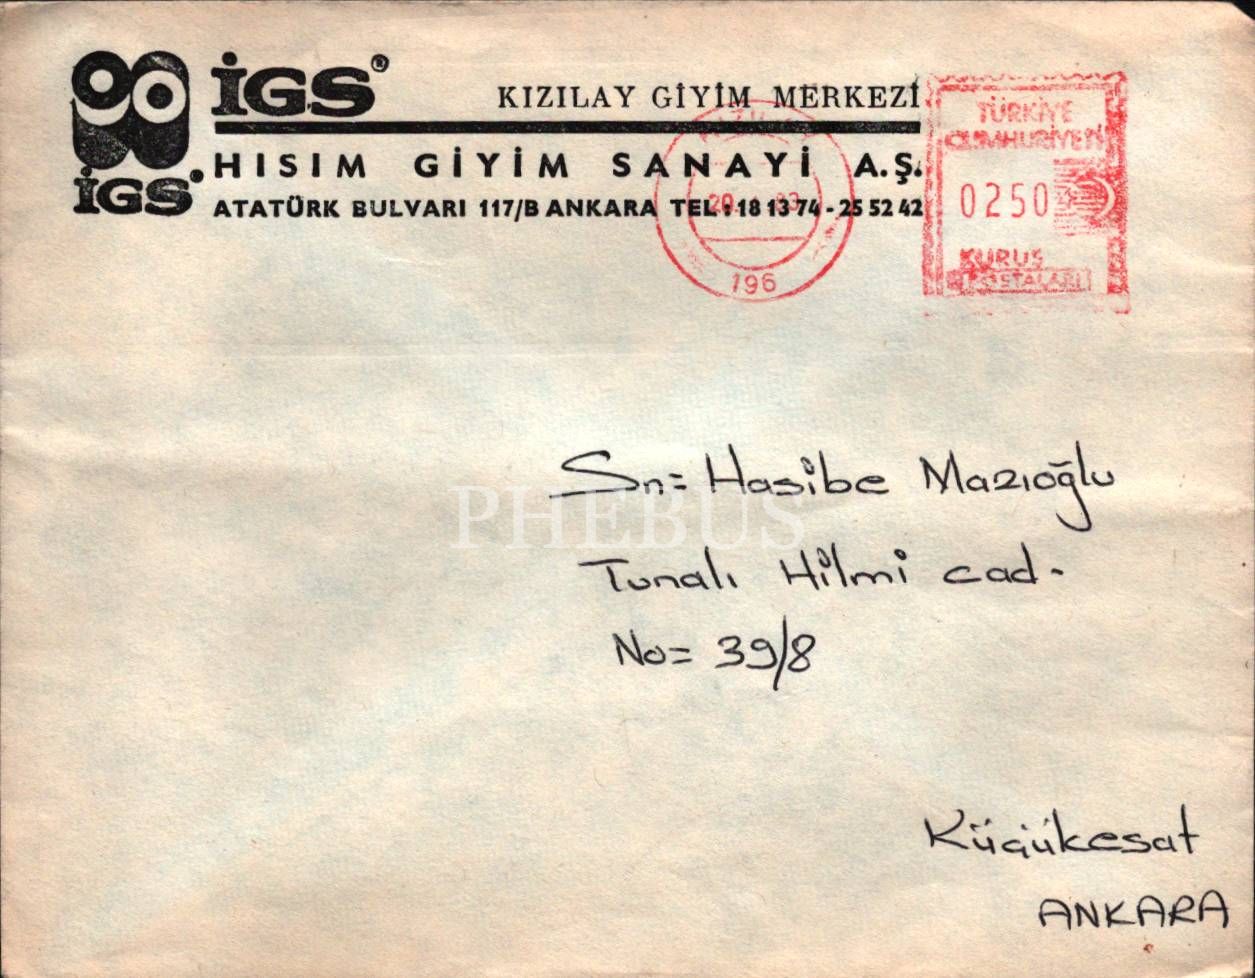 İGS®
KIZILAY GİYİM MERKEZİ
HISIM GİYİM SANAYİ A.Ş.
İGS
ATATÜRK BULVARI 117/B ANKARA TEL: 18 13 74 - 25 52 42
196
TÜRKİYE
CUMHURİYETİ
0250
KURUŞ
POSTALARI
PHEBUS
Sn= Hasibe Mazıoğlu
Tunalı Hilmi cad.
No= 39/8
Küçükesat
ANKARA